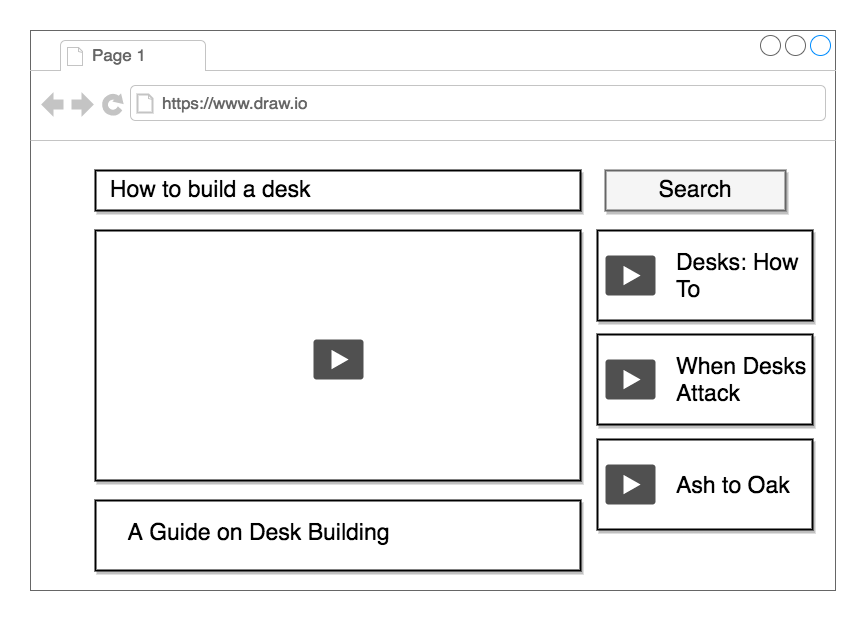 Page 1
https://www.draw.io
How to build a desk
Search
Desks: How
To
When Desks
Attack
Ash to Oak
A Guide on Desk Building